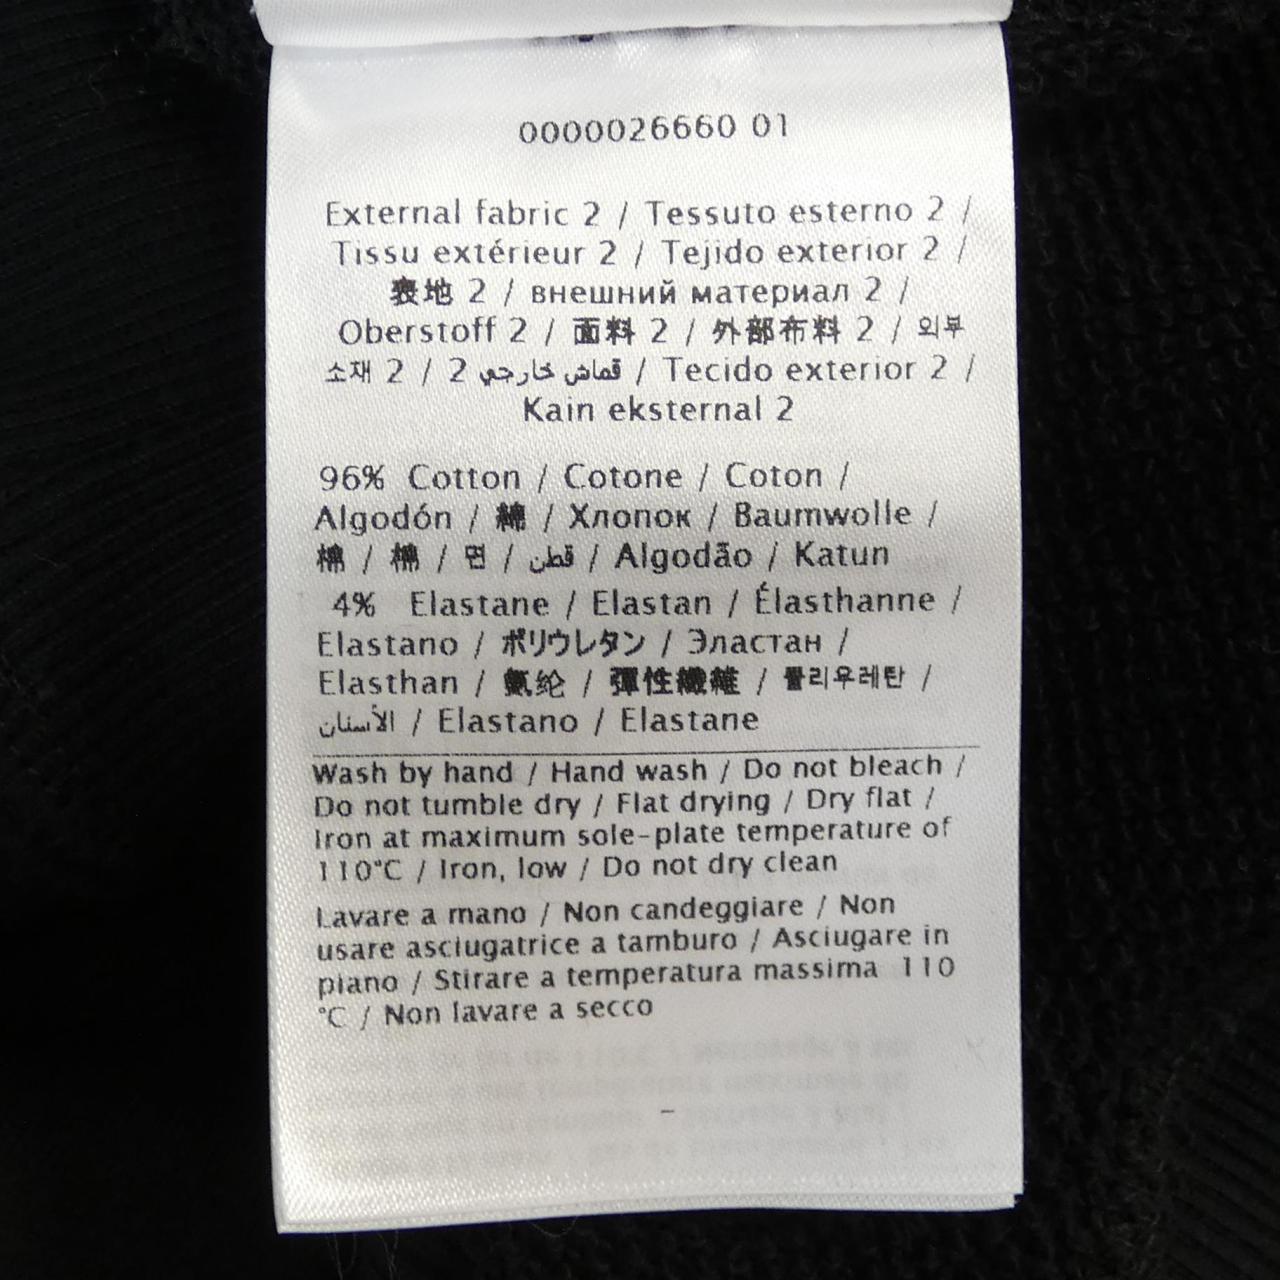 0000026660 01
External fabric 2 / Tessuto esterno 2 /
Tissu extérieur 2 / Tejido exterior 2 /
表地 2 / внешний материал 2 /
Oberstoff 2 / 面料 2 / 外部布料 2 / 외부
소재 2 / 2 قماش خارجي / Tecido exterior 2 /
Kain eksternal 2
96% Cotton / Cotone / Coton /
Algodón / 綿 / Хлопок / Baumwolle /
棉 / 棉 / 면 / قطن / Algodão / Katun
4% Elastane / Elastan / Élasthanne /
Elastano / ポリウレタン / Эластан /
Elasthan / 氨纶 / 彈性纖維 / 폴리우레탄 /
الأستان / Elastano / Elastane
Wash by hand / Hand wash / Do not bleach /
Do not tumble dry / Flat drying / Dry flat /
Iron at maximum sole-plate temperature of
110°C / Iron, low / Do not dry clean
Lavare a mano / Non candeggiare / Non
usare asciugatrice a tamburo / Asciugare in
piano / Stirare a temperatura massima 110
°C / Non lavare a secco